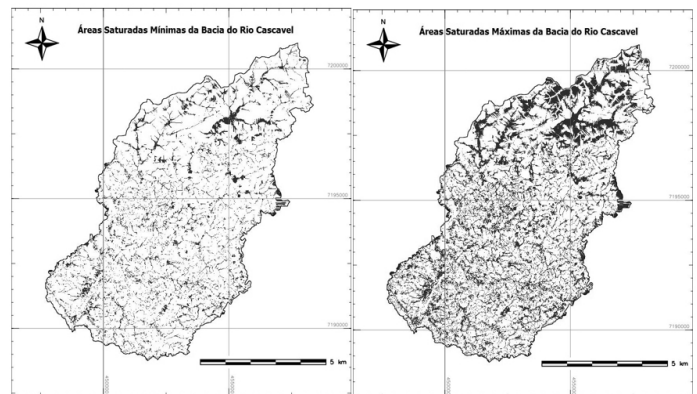 N
Áreas Saturadas Mínimas da Bacia do Rio Cascavel
7200000
7195000
7190000
5 km
N
Áreas Saturadas Máximas da Bacia do Rio Cascavel
7200000
7195000
7190000
5 km